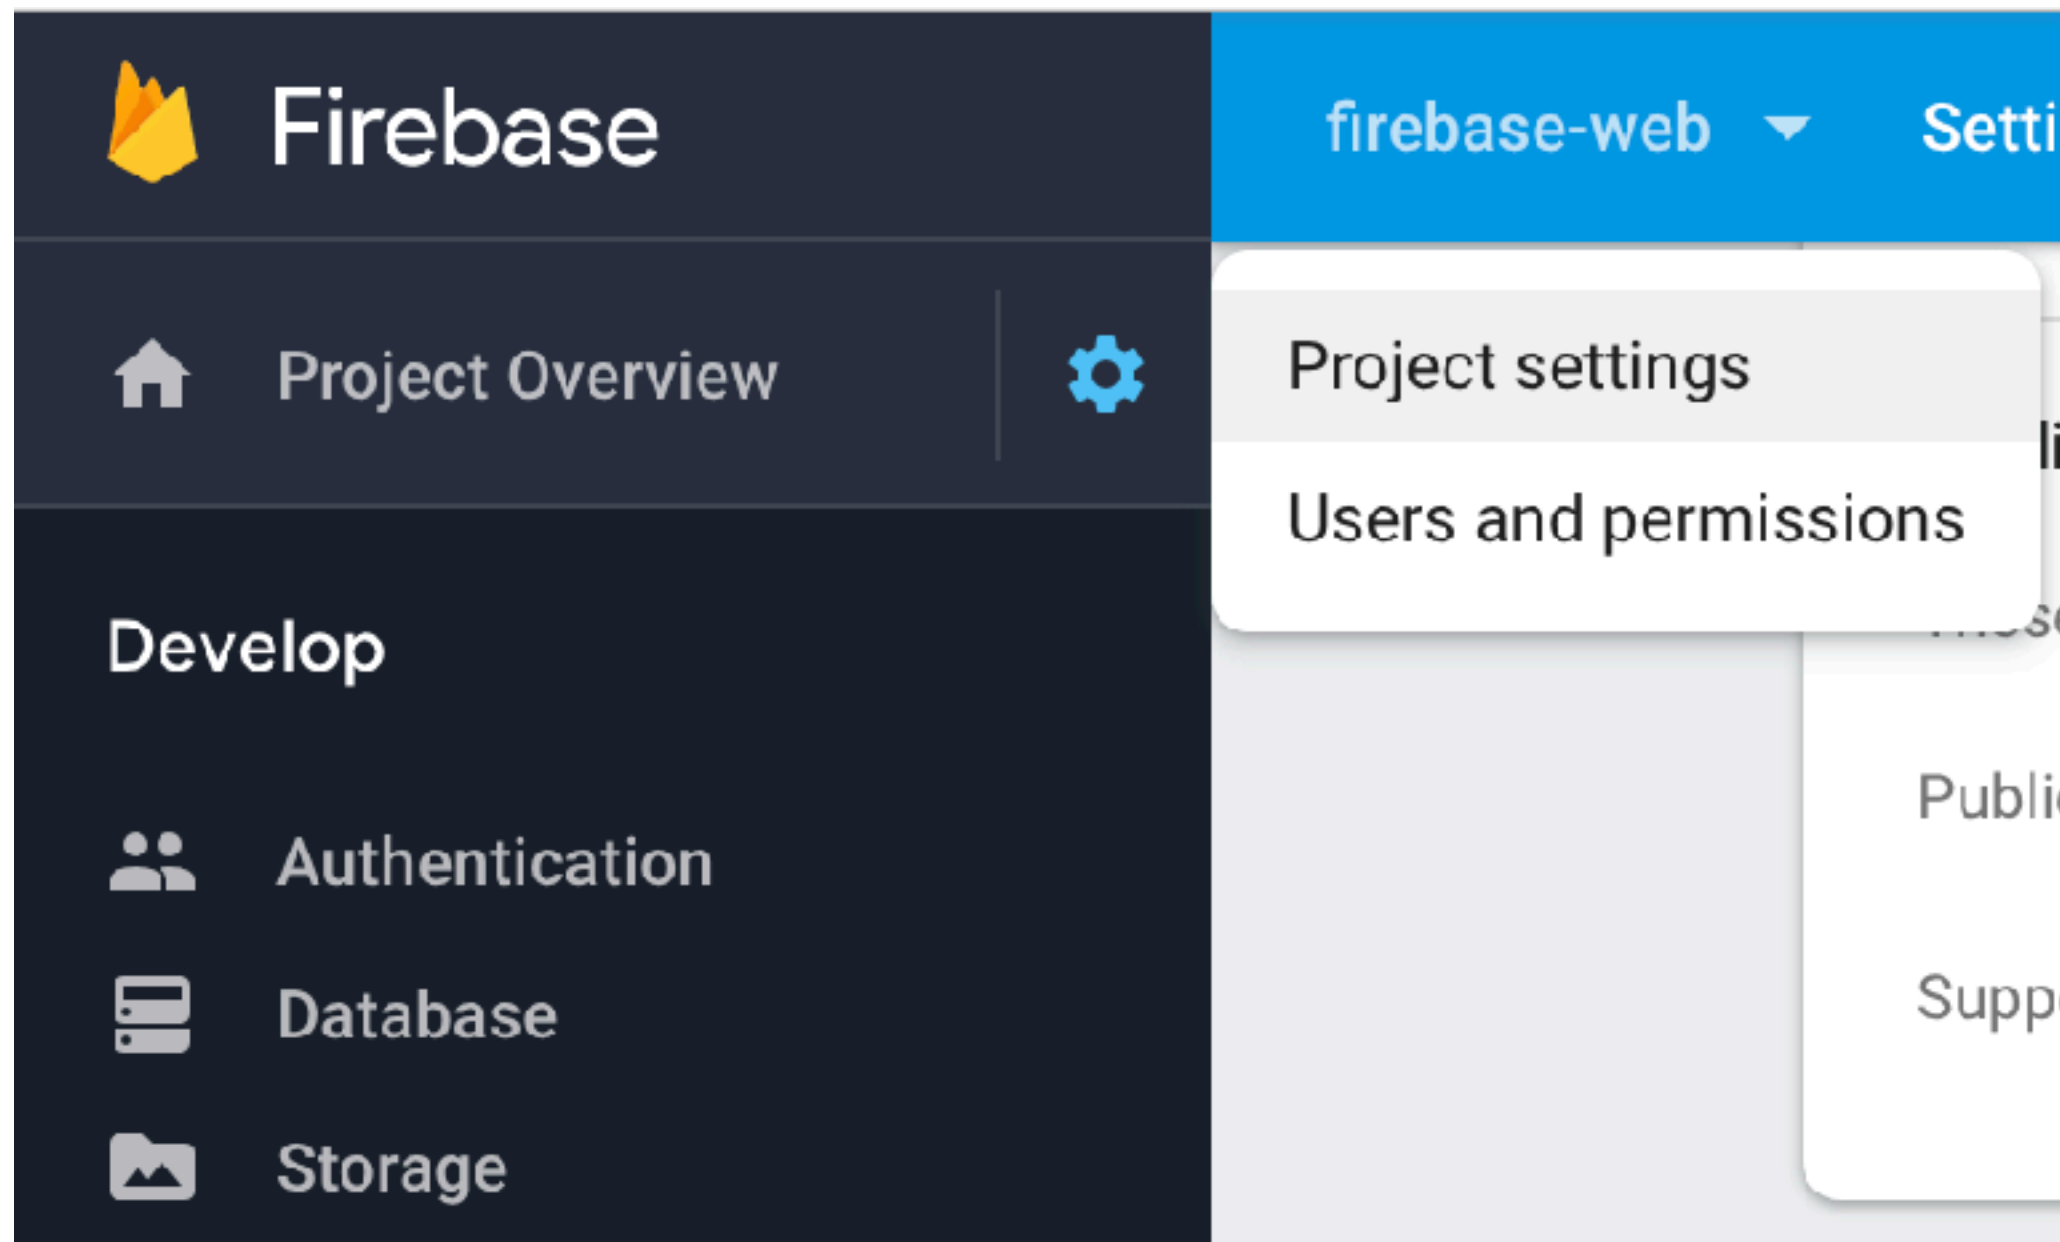 Firebase
firebase-web
Project Overview
Project settings
Users and permissions
Develop
Authentication
Database
Storage